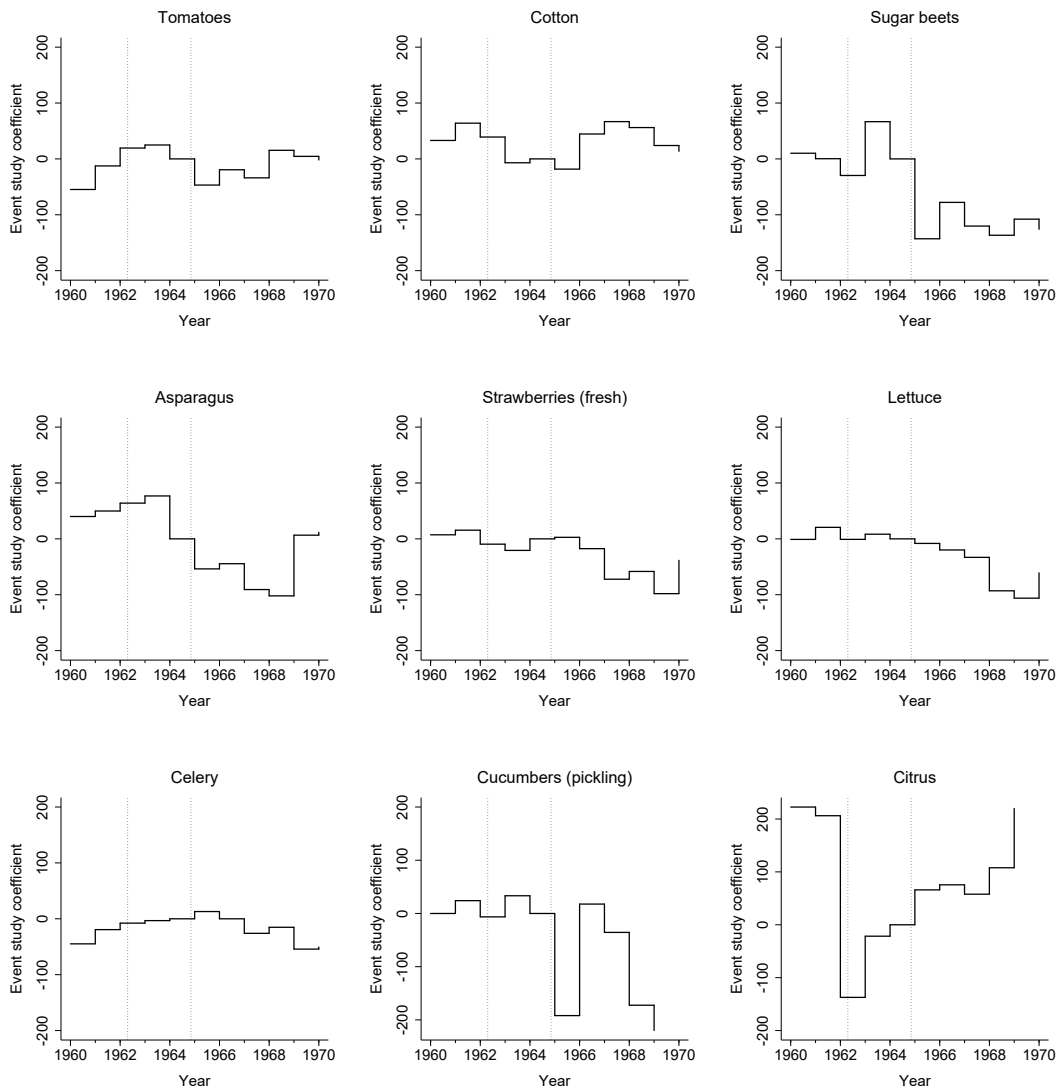 Tomatoes
Cotton
Sugar beets
Event study coefficient
-200 -100 0 100 200
1960 1962 1964 1966 1968 1970
Year
Event study coefficient
-200 -100 0 100 200
1960 1962 1964 1966 1968 1970
Year
Event study coefficient
-200 -100 0 100 200
1960 1962 1964 1966 1968 1970
Year
Asparagus
Strawberries (fresh)
Lettuce
Event study coefficient
-200 -100 0 100 200
1960 1962 1964 1966 1968 1970
Year
Event study coefficient
-200 -100 0 100 200
1960 1962 1964 1966 1968 1970
Year
Event study coefficient
-200 -100 0 100 200
1960 1962 1964 1966 1968 1970
Year
Celery
Cucumbers (pickling)
Citrus
Event study coefficient
-200 -100 0 100 200
1960 1962 1964 1966 1968 1970
Year
Event study coefficient
-200 -100 0 100 200
1960 1962 1964 1966 1968 1970
Year
Event study coefficient
-200 -100 0 100 200
1960 1962 1964 1966 1968 1970
Year